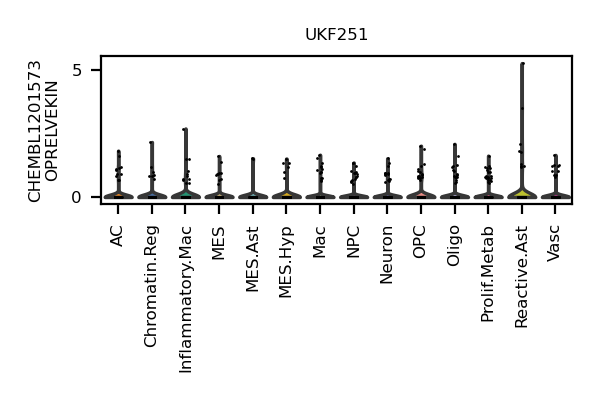 UKF251
CHEMBL1201573
OPRELVEKIN
5
0
AC
Chromatin.Reg
Inflammatory.Mac
MES
MES.Ast
MES.Hyp
Mac
NPC
Neuron
OPC
Oligo
Prolif.Metab
Reactive.Ast
Vasc